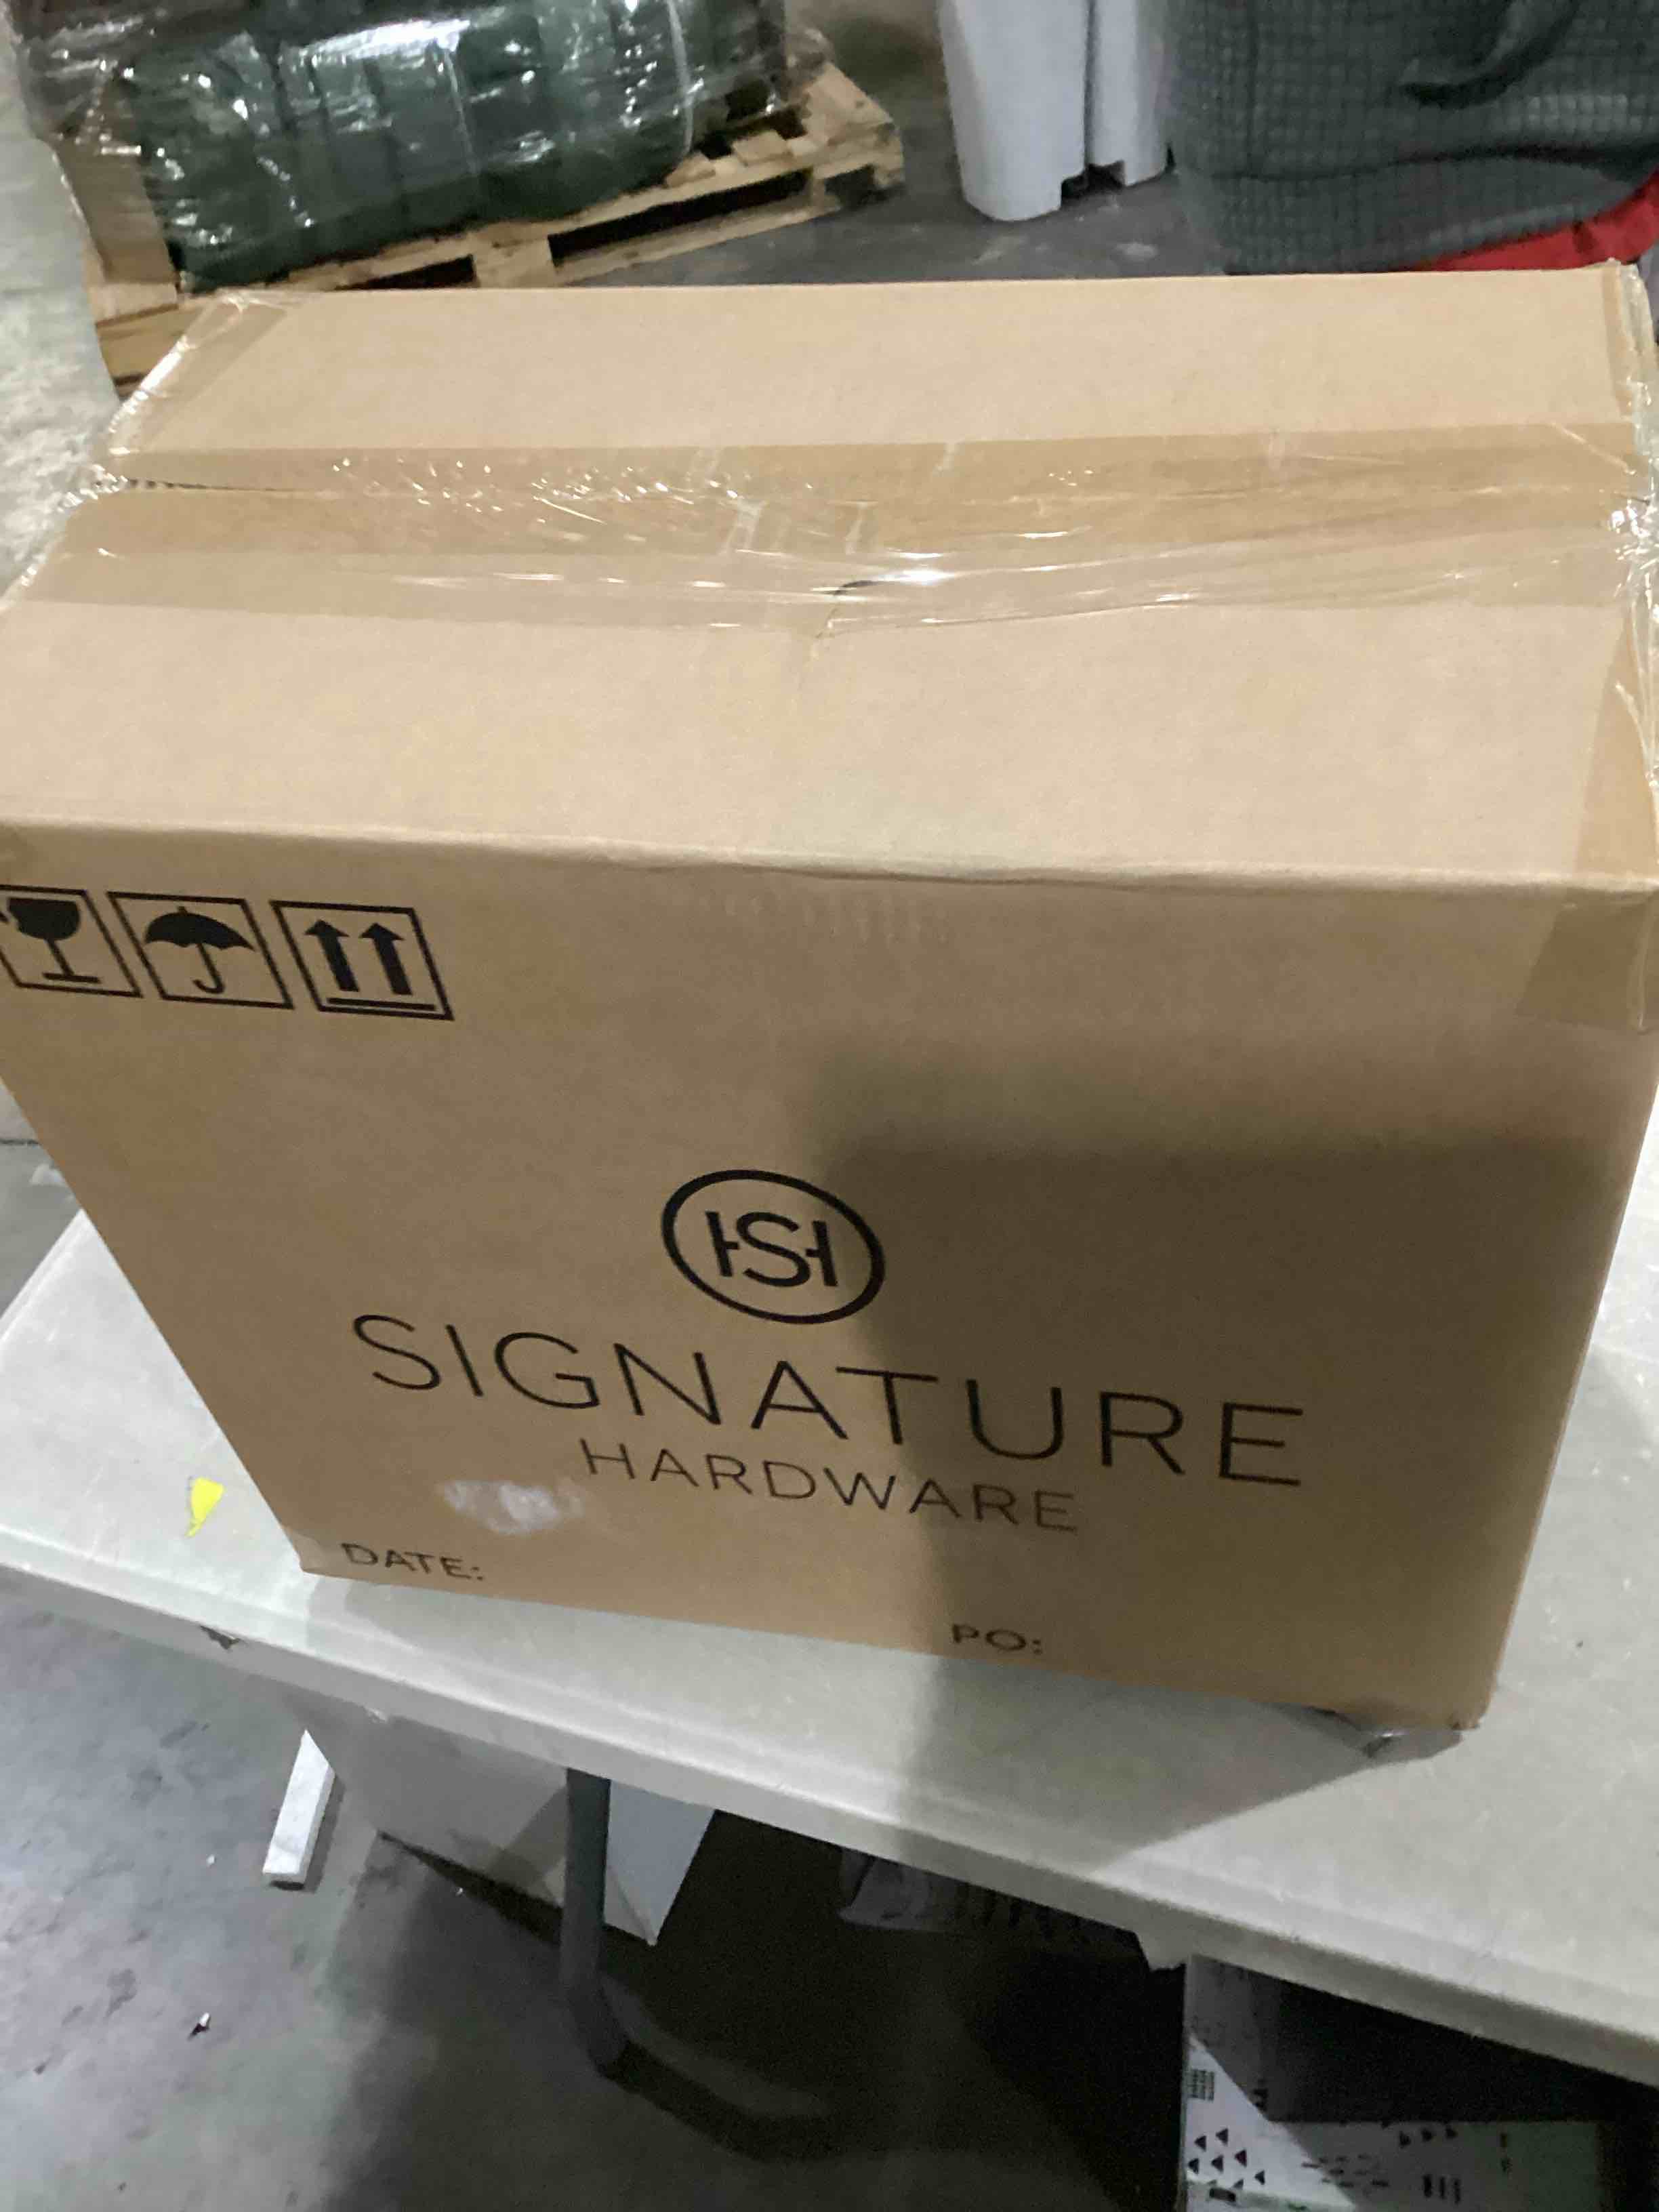 SH
SIGNATURE
HARDWARE
DATE:
PO: